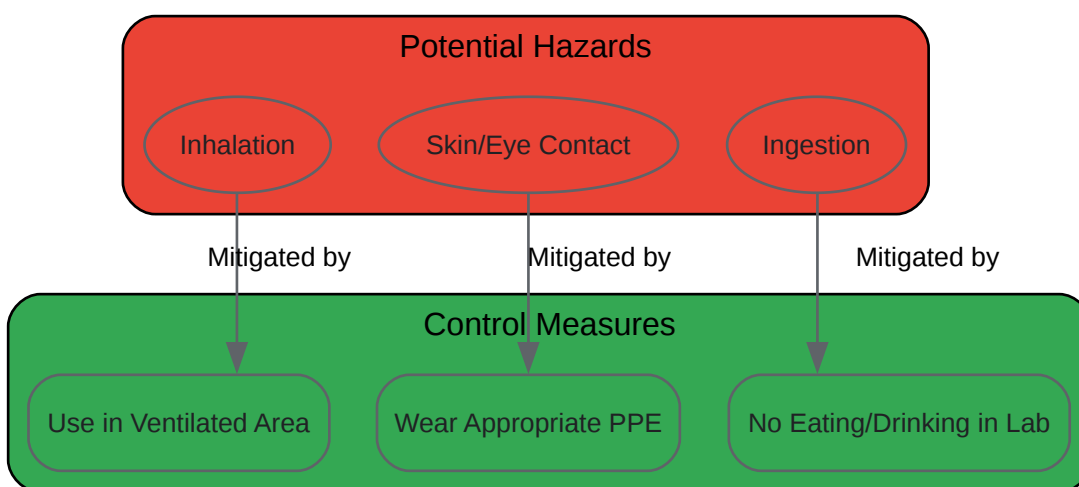 Potential Hazards
Inhalation
Skin/Eye Contact
Ingestion
Mitigated by
Mitigated by
Mitigated by
Control Measures
Use in Ventilated Area
Wear Appropriate PPE
No Eating/Drinking in Lab